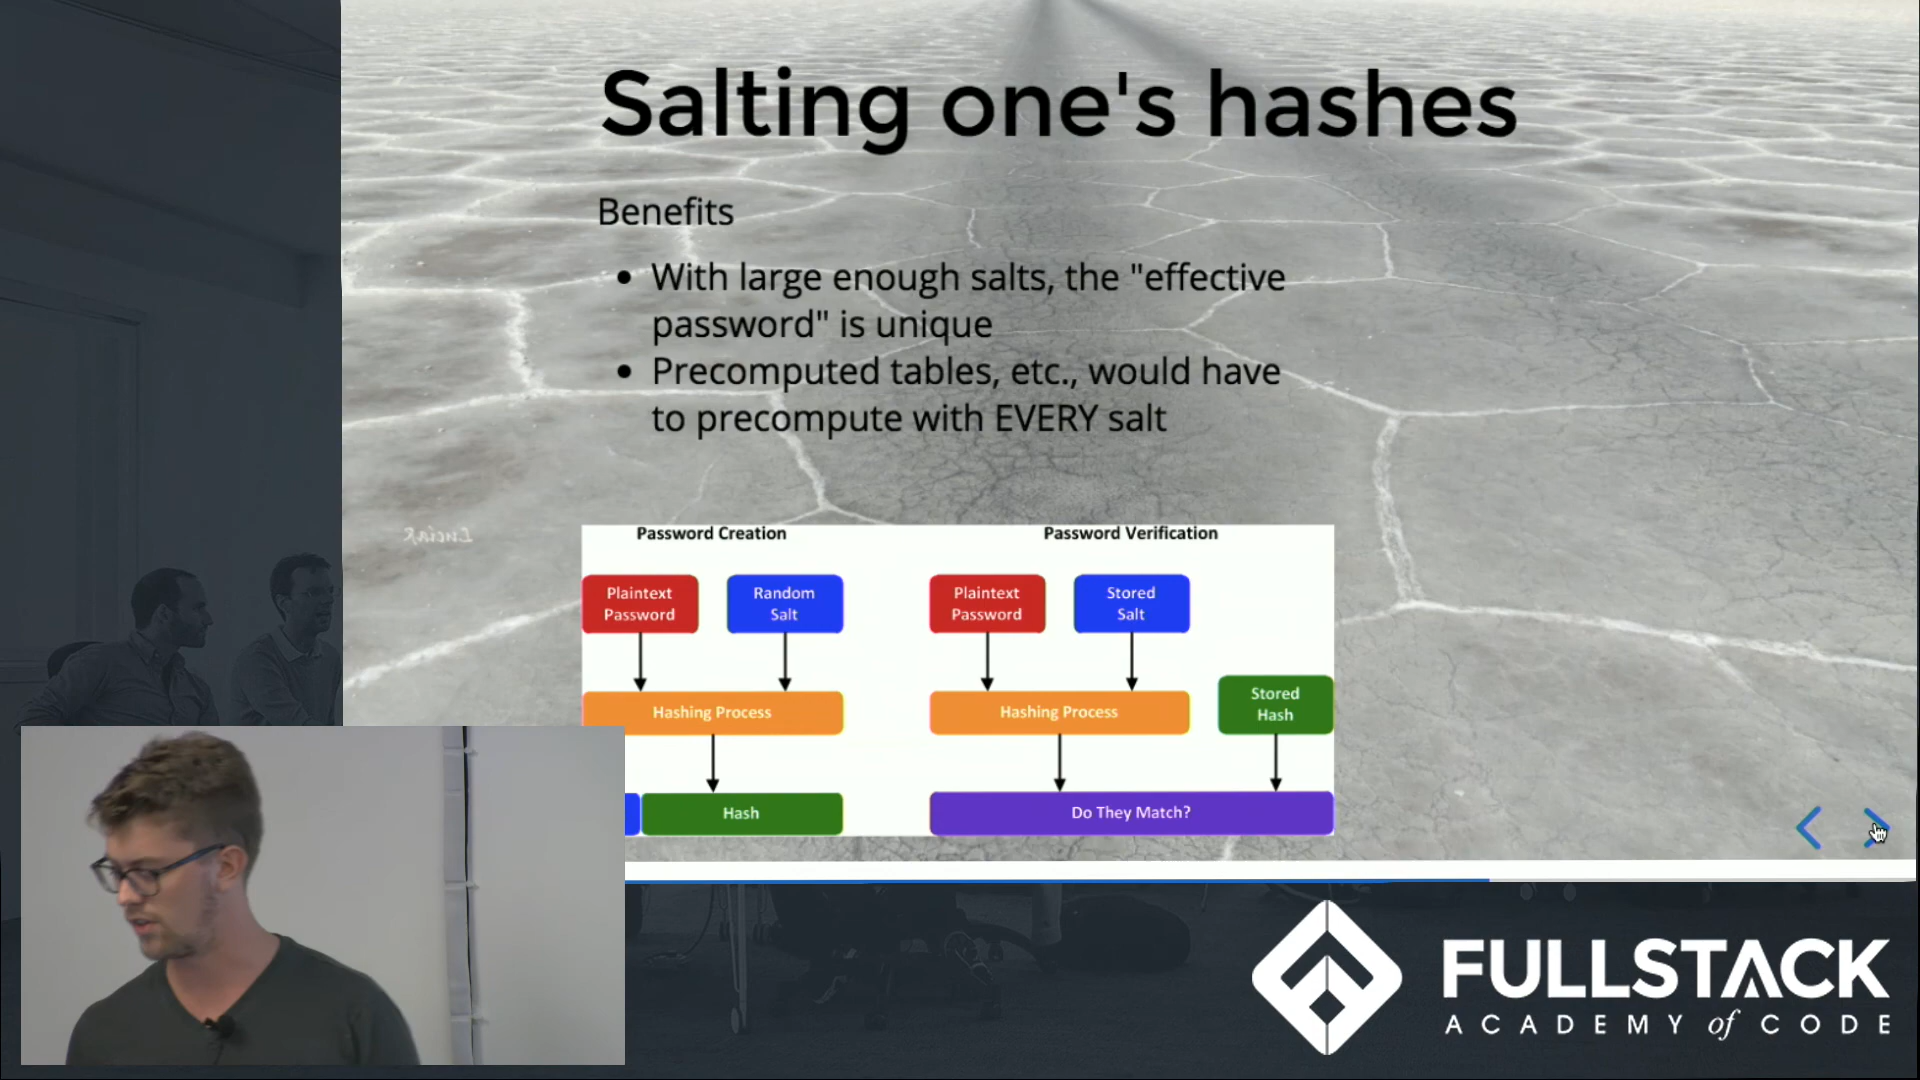 Salting one's hashes
Benefits
• With large enough salts, the "effective
password" is unique
• Precomputed tables, etc., would have
to precompute with EVERY salt
Password Creation
Password Verification
Plaintext
Password
Random
Salt
Plaintext
Password
Stored
Salt
Hashing Process
Hashing Process
Stored
Hash
Hash
Do They Match?
FULLSTACK
ACADEMY of CODE